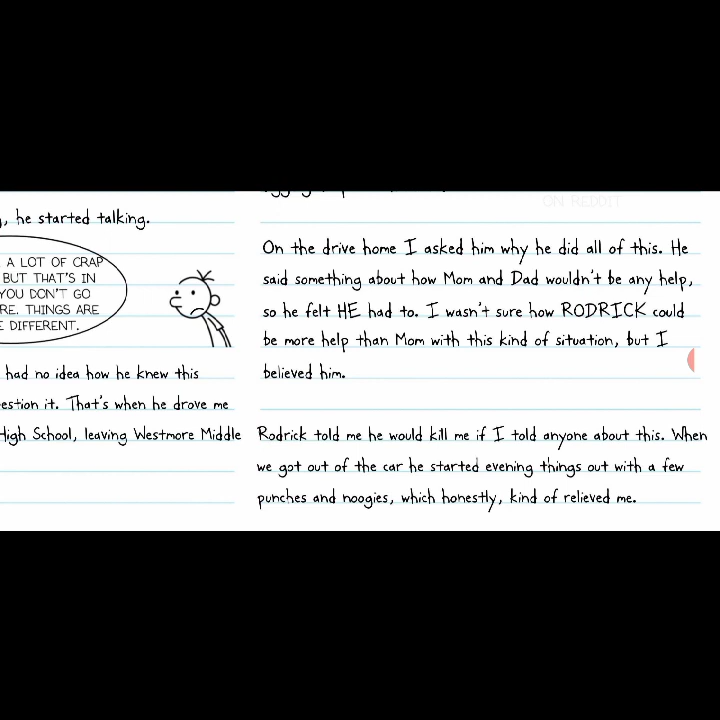 , he started talking.
A LOT OF CRAP
BUT THAT'S IN
YOU DON'T GO
RE. THINGS ARE
DIFFERENT.
had no idea how he knew this
estion it. That's when he drove me
High School, leaving Westmore Middle
ON REDDIT
On the drive home I asked him why he did all of this. He
said something about how Mom and Dad wouldn't be any help,
so he felt HE had to. I wasn't sure how RODRICK could
be more help than Mom with this kind of situation, but I
believed him.
Rodrick told me he would kill me if I told anyone about this. When
we got out of the car he started evening things out with a few
punches and noogies, which honestly, kind of relieved me.